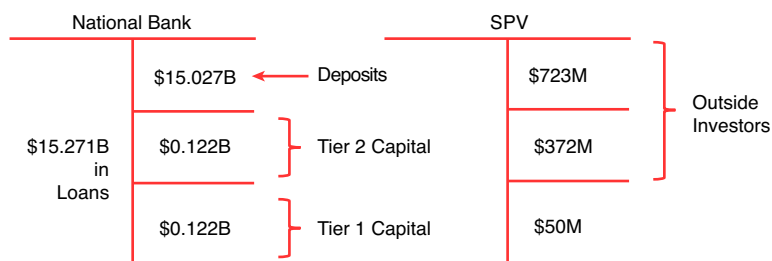 National Bank
SPV
$15.027B
Deposits
$723M
Outside
Investors
$15.271B
in
Loans
$0.122B
Tier 2 Capital
$372M
$0.122B
Tier 1 Capital
$50M